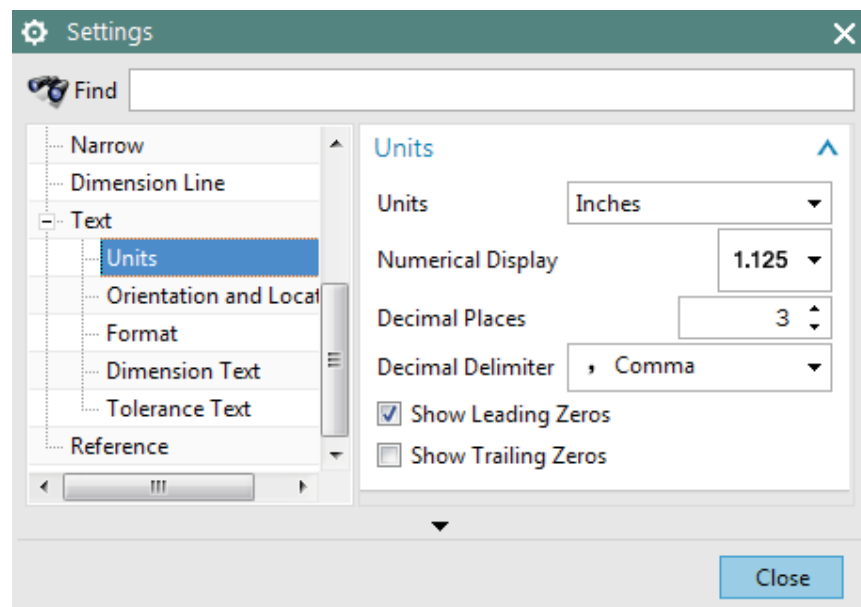 Settings
Find
Narrow
Dimension Line
Text
Units
Orientation and Locat
Format
Dimension Text
Tolerance Text
Reference
Units
Units Inches
Numerical Display 1.125
Decimal Places 3
Decimal Delimiter , Comma
Show Leading Zeros
Show Trailing Zeros
Close